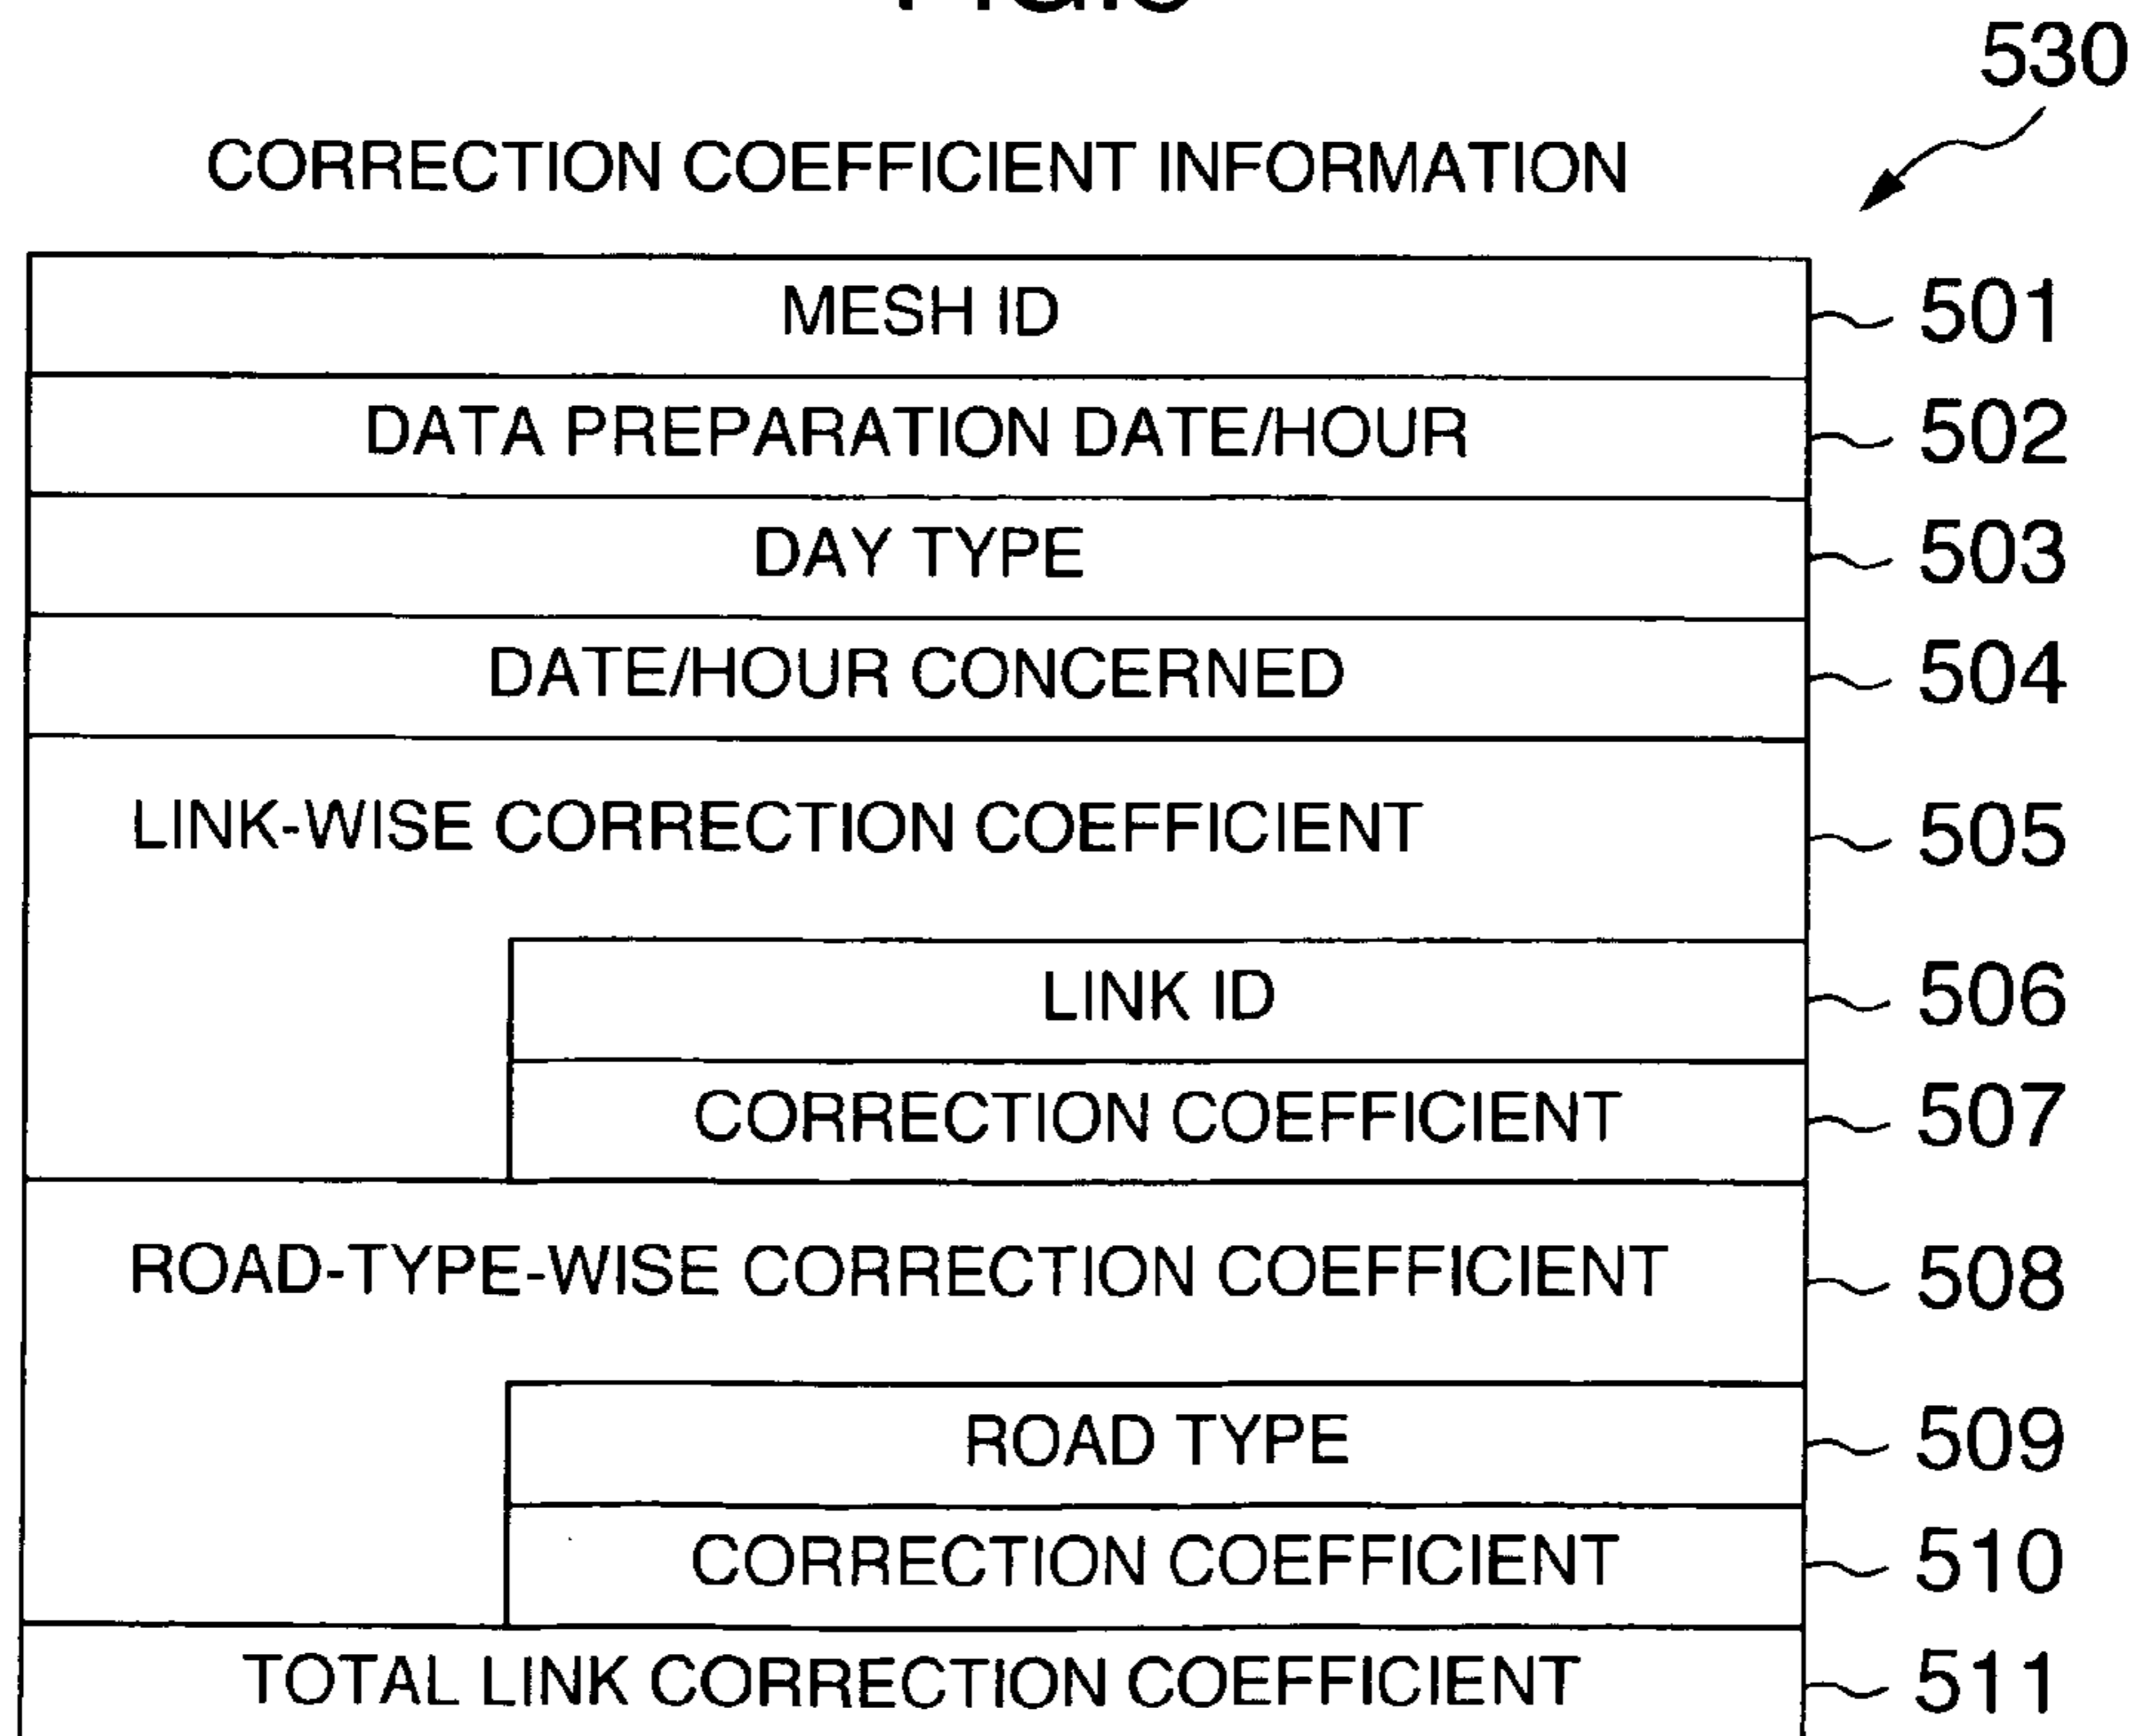 530
CORRECTION COEFFICIENT INFORMATION
MESH ID 501
DATA PREPARATION DATE/HOUR 502
DAY TYPE 503
DATE/HOUR CONCERNED 504
LINK-WISE CORRECTION COEFFICIENT 505
LINK ID 506
CORRECTION COEFFICIENT 507
ROAD-TYPE-WISE CORRECTION COEFFICIENT 508
ROAD TYPE 509
CORRECTION COEFFICIENT 510
TOTAL LINK CORRECTION COEFFICIENT 511